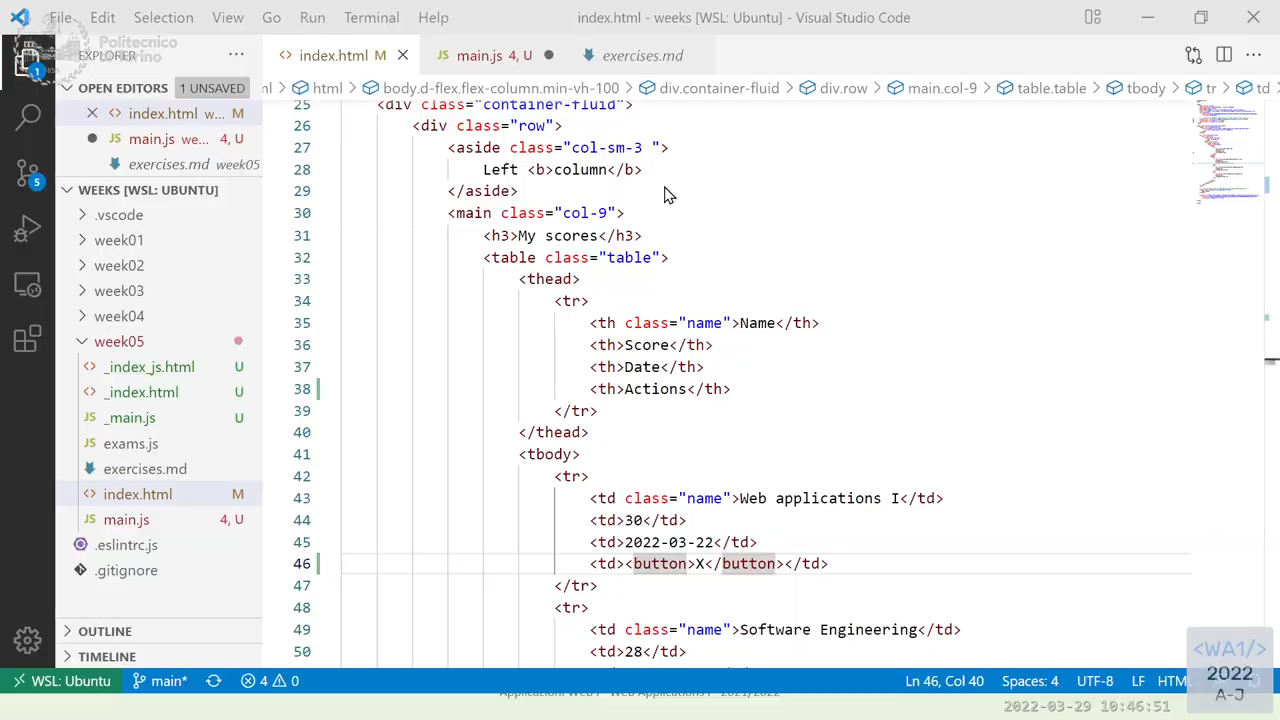 File Edit Selection View Go Run Terminal Help
index.html - weeks [WSL: Ubuntu] - Visual Studio Code
Politecnico
EXPLORER
index.html M
main.js 4, U
exercises.md
OPEN EDITORS 1 UNSAVED
html > body.d-flex.flex-column.min-vh-100 > div.container-fluid > div.row > main.col-9 > table.table > tbody > tr > td
index.html w... M
JS main.js we... 4, U
exercises.md week05
WEEKS [WSL: UBUNTU]
.vscode
week01
week02
week03
week04
week05
_index_js.html U
_index.html U
JS _main.js U
JS exams.js
exercises.md
index.html M
JS main.js 4, U
.eslintrc.js
.gitignore
OUTLINE
TIMELINE
1
5
25 <div class="container-fluid">
26 <div class="row">
27 <aside class="col-sm-3 ">
28 Left <b>column</b>
29 </aside>
30 <main class="col-9">
31 <h3>My scores</h3>
32 <table class="table">
33 <thead>
34 <tr>
35 <th class="name">Name</th>
36 <th>Score</th>
37 <th>Date</th>
38 <th>Actions</th>
39 </tr>
40 </thead>
41 <tbody>
42 <tr>
43 <td class="name">Web applications I</td>
44 <td>30</td>
45 <td>2022-03-22</td>
46 <td><button>X</button></td>
47 </tr>
48 <tr>
49 <td class="name">Software Engineering</td>
50 <td>28</td>
WSL: Ubuntu main* 4 0 Ln 46, Col 40 Spaces: 4 UTF-8 LF HTML
<WA1/>
2022
A-J
2022-03-29 10:46:51